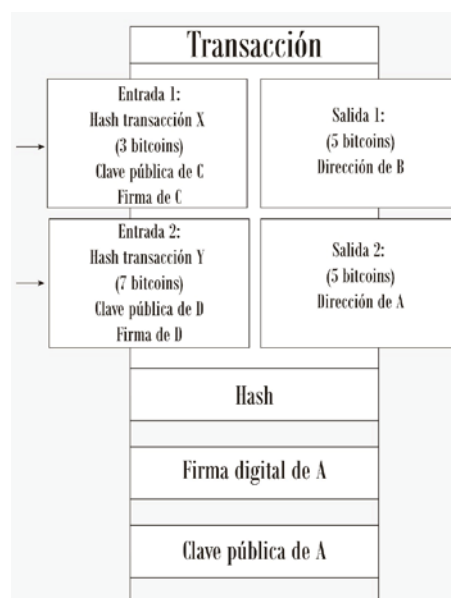 Transacción
Entrada 1:
Hash transacción X
(3 bitcoins)
Clave pública de C
Firma de C
Salida 1:
(5 bitcoins)
Dirección de B
Entrada 2:
Hash transacción Y
(7 bitcoins)
Clave pública de D
Firma de D
Salida 2:
(5 bitcoins)
Dirección de A
Hash
Firma digital de A
Clave pública de A